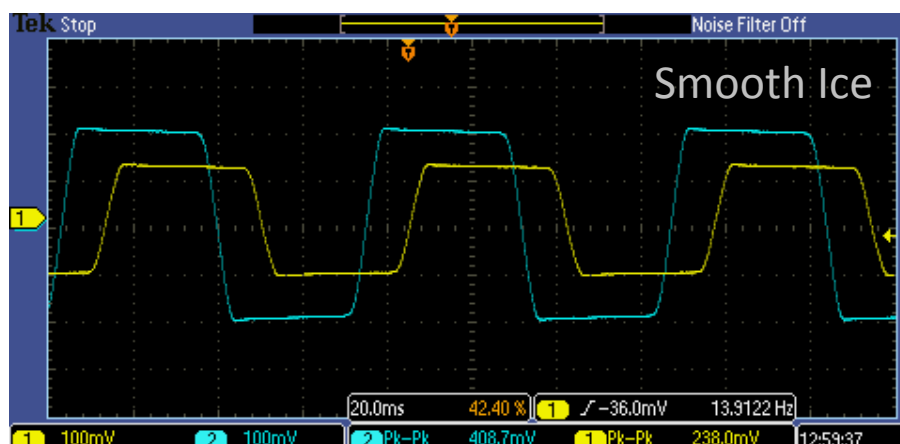 Tek Stop Noise Filter Off
T
T
Smooth Ice
1
20.0ms 42.40 % 1 -36.0mV 13.9122 Hz
1 100mV 2 100mV 2 Pk-Pk 408.7mV 1 Pk-Pk 238.0mV 12:59:37